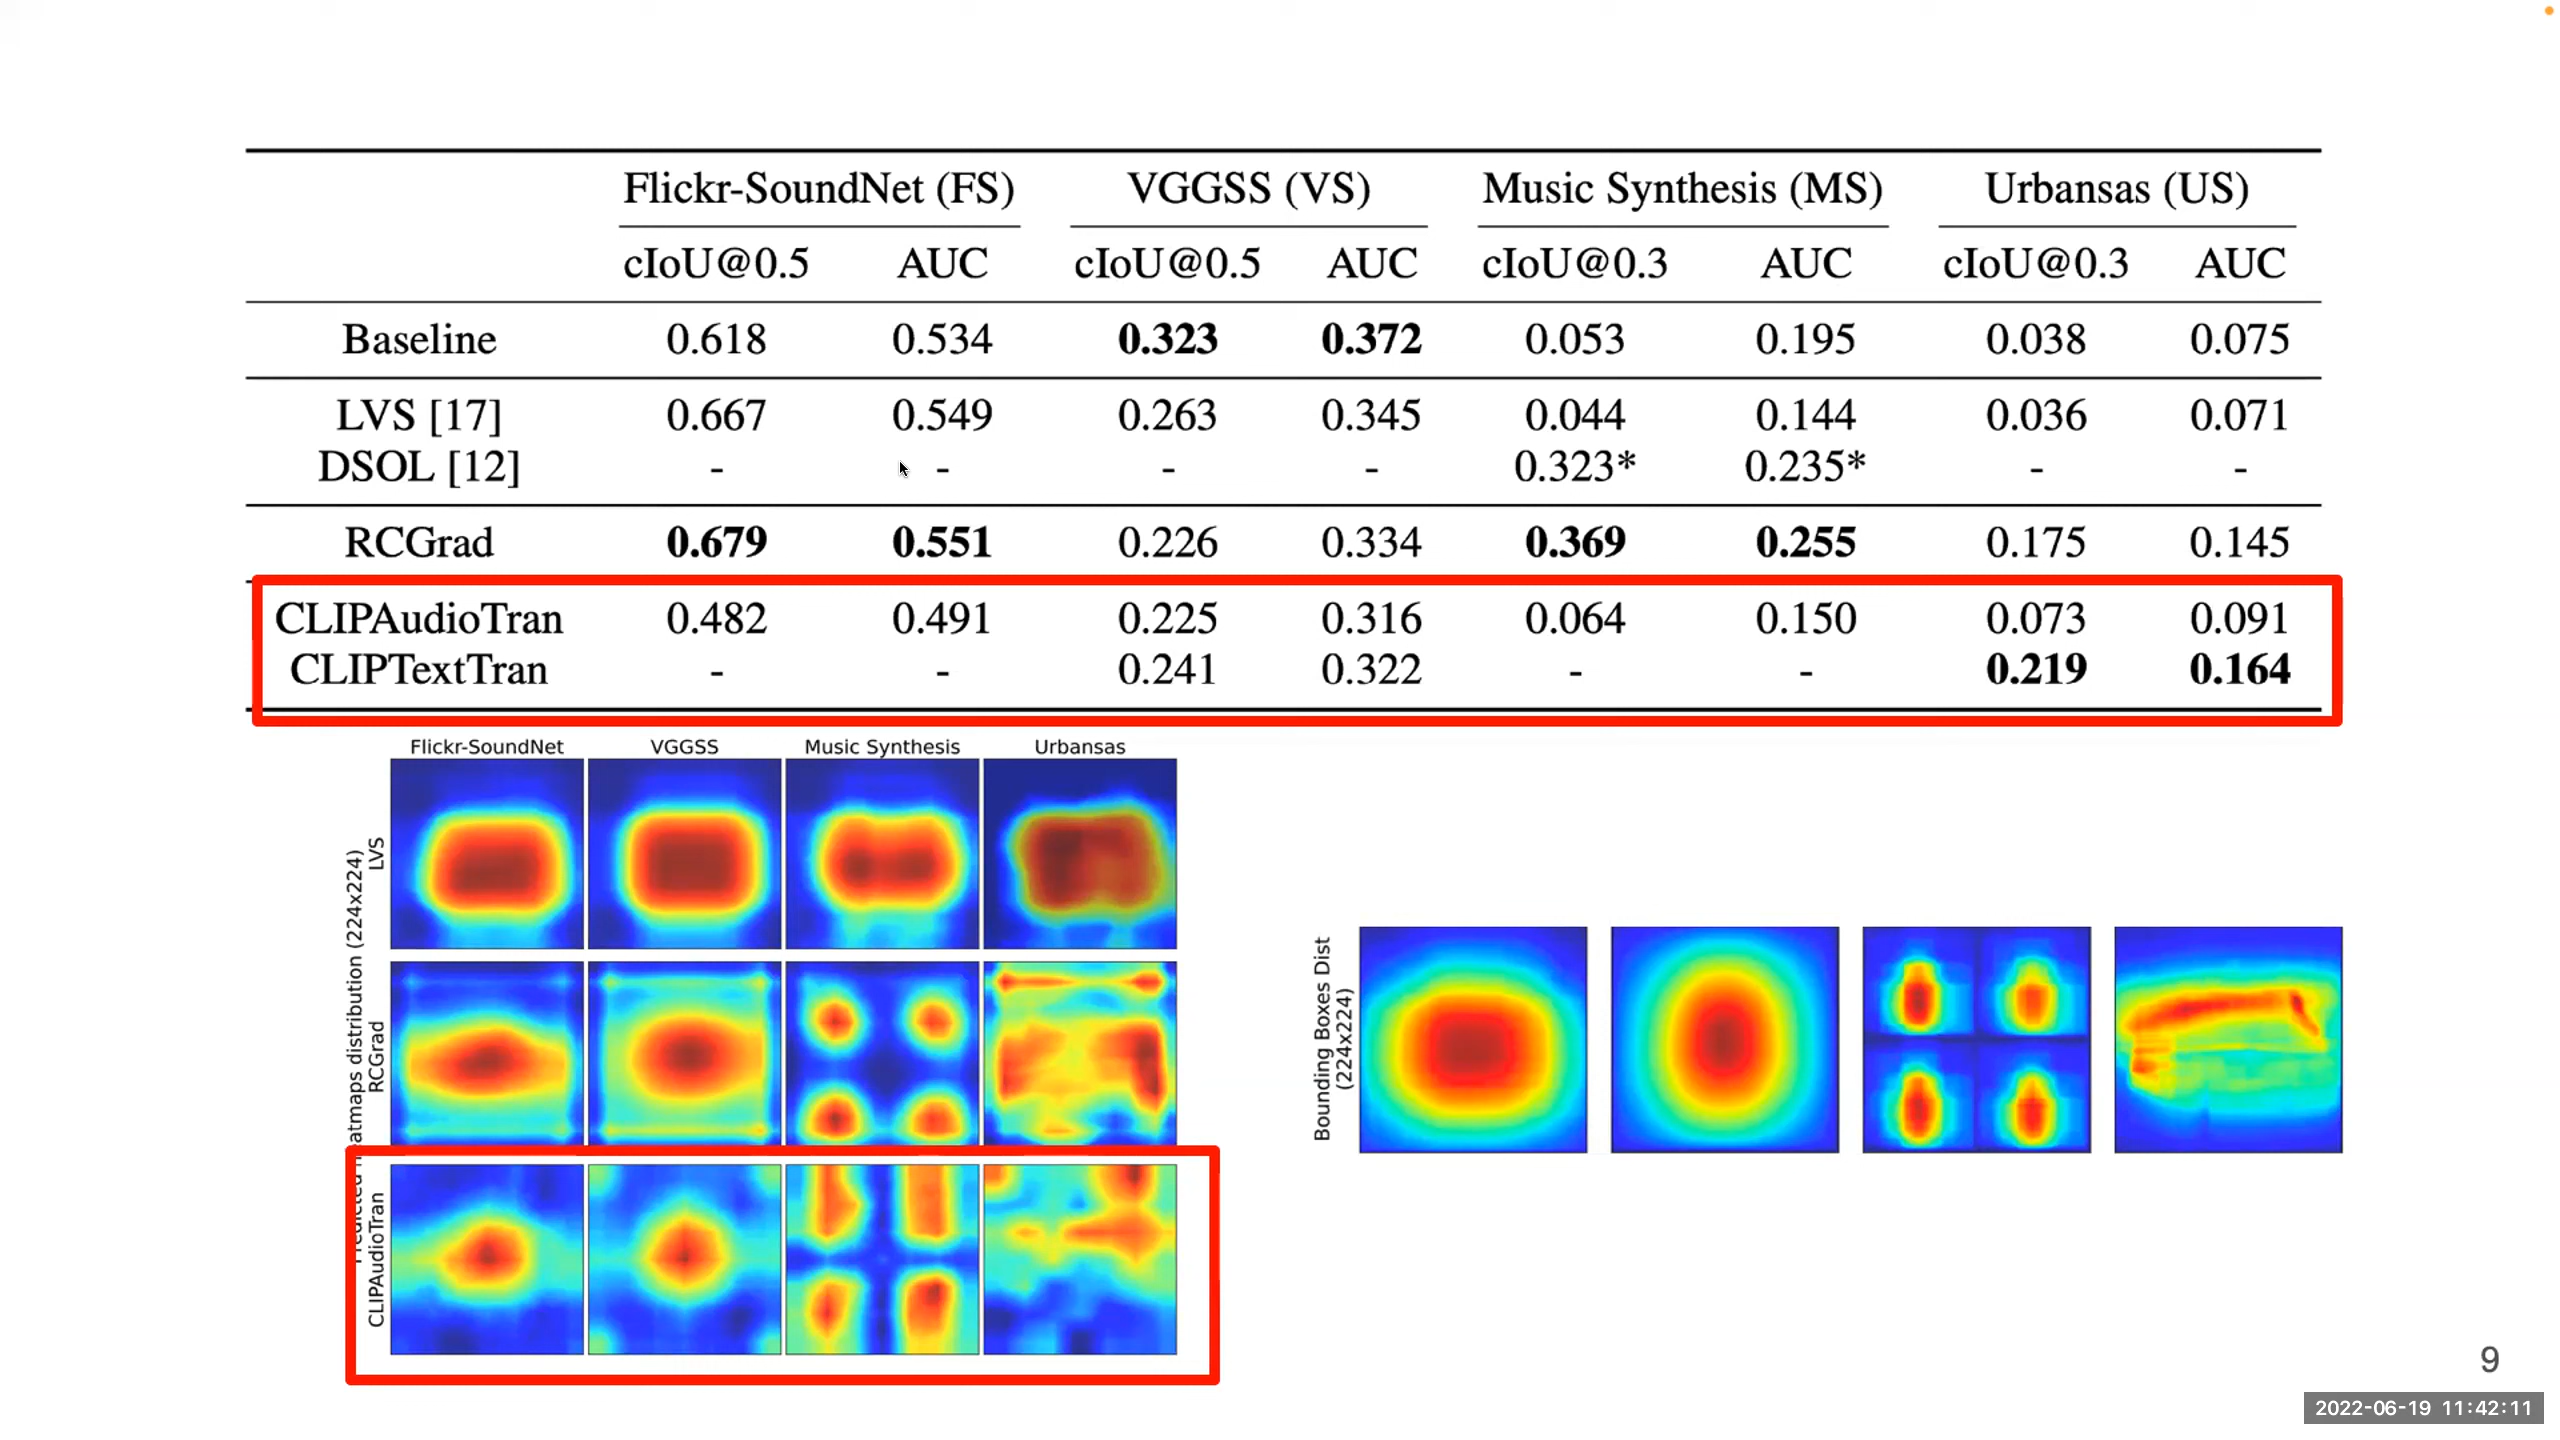 Flickr-SoundNet (FS) VGGSS (VS) Music Synthesis (MS) Urbansas (US)
cIoU@0.5 AUC cIoU@0.5 AUC cIoU@0.3 AUC cIoU@0.3 AUC
Baseline 0.618 0.534 0.323 0.372 0.053 0.195 0.038 0.075
LVS [17] 0.667 0.549 0.263 0.345 0.044 0.144 0.036 0.071
DSOL [12] - - - - 0.323* 0.235* - -
RCGrad 0.679 0.551 0.226 0.334 0.369 0.255 0.175 0.145
CLIPAudioTran 0.482 0.491 0.225 0.316 0.064 0.150 0.073 0.091
CLIPTextTran - - 0.241 0.322 - - 0.219 0.164
Flickr-SoundNet VGGSS Music Synthesis Urbansas
distribution (224x224)
LVS
RCGrad
CLIPAudioTran
Bounding Boxes Dist
(224x224)
9
2022-06-19 11:42:11